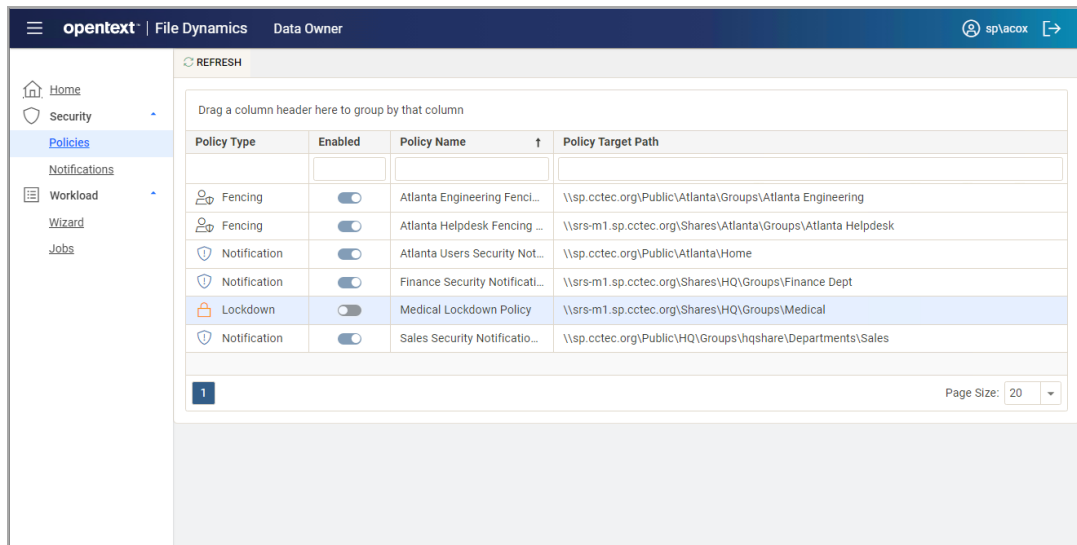 opentext™ | File Dynamics Data Owner sp\acox
REFRESH
Home
Security
Policies
Notifications
Workload
Wizard
Jobs
Drag a column header here to group by that column
Policy Type Enabled Policy Name ↑ Policy Target Path
Fencing Atlanta Engineering Fenci... \\sp.cctec.org\Public\Atlanta\Groups\Atlanta Engineering
Fencing Atlanta Helpdesk Fencing ... \\srs-m1.sp.cctec.org\Shares\Atlanta\Groups\Atlanta Helpdesk
Notification Atlanta Users Security Not... \\sp.cctec.org\Public\Atlanta\Home
Notification Finance Security Notificati... \\srs-m1.sp.cctec.org\Shares\HQ\Groups\Finance Dept
Lockdown Medical Lockdown Policy \\srs-m1.sp.cctec.org\Shares\HQ\Groups\Medical
Notification Sales Security Notificatio... \\sp.cctec.org\Public\HQ\Groups\hqshare\Departments\Sales
1 Page Size: 20